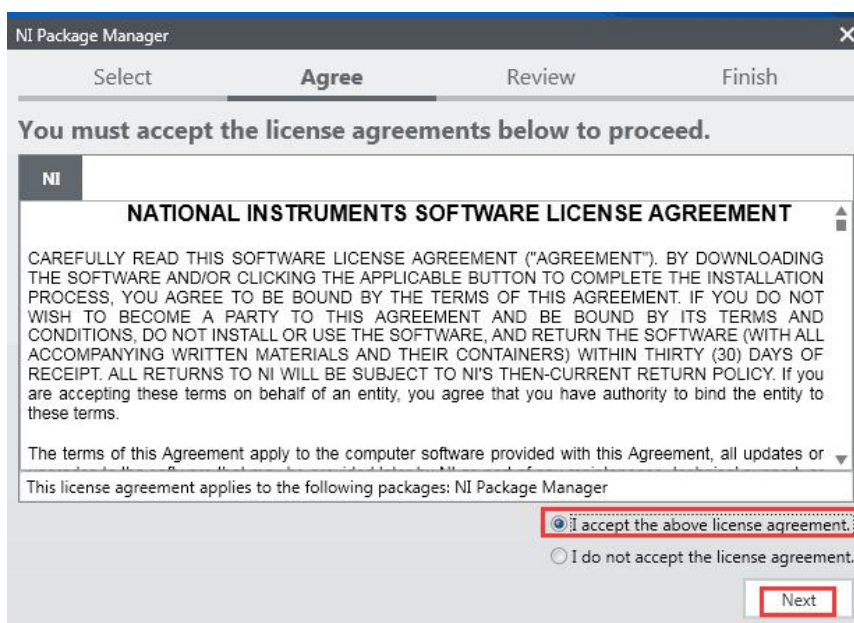 NI Package Manager
Select Agree Review Finish
You must accept the license agreements below to proceed.
NI
NATIONAL INSTRUMENTS SOFTWARE LICENSE AGREEMENT
CAREFULLY READ THIS SOFTWARE LICENSE AGREEMENT ("AGREEMENT"). BY DOWNLOADING
THE SOFTWARE AND/OR CLICKING THE APPLICABLE BUTTON TO COMPLETE THE INSTALLATION
PROCESS, YOU AGREE TO BE BOUND BY THE TERMS OF THIS AGREEMENT. IF YOU DO NOT
WISH TO BECOME A PARTY TO THIS AGREEMENT AND BE BOUND BY ITS TERMS AND
CONDITIONS, DO NOT INSTALL OR USE THE SOFTWARE, AND RETURN THE SOFTWARE (WITH ALL
ACCOMPANYING WRITTEN MATERIALS AND THEIR CONTAINERS) WITHIN THIRTY (30) DAYS OF
RECEIPT. ALL RETURNS TO NI WILL BE SUBJECT TO NI'S THEN-CURRENT RETURN POLICY. If you
are accepting these terms on behalf of an entity, you agree that you have authority to bind the entity to
these terms.
The terms of this Agreement apply to the computer software provided with this Agreement, all updates or
This license agreement applies to the following packages: NI Package Manager
I accept the above license agreement.
I do not accept the license agreement.
Next